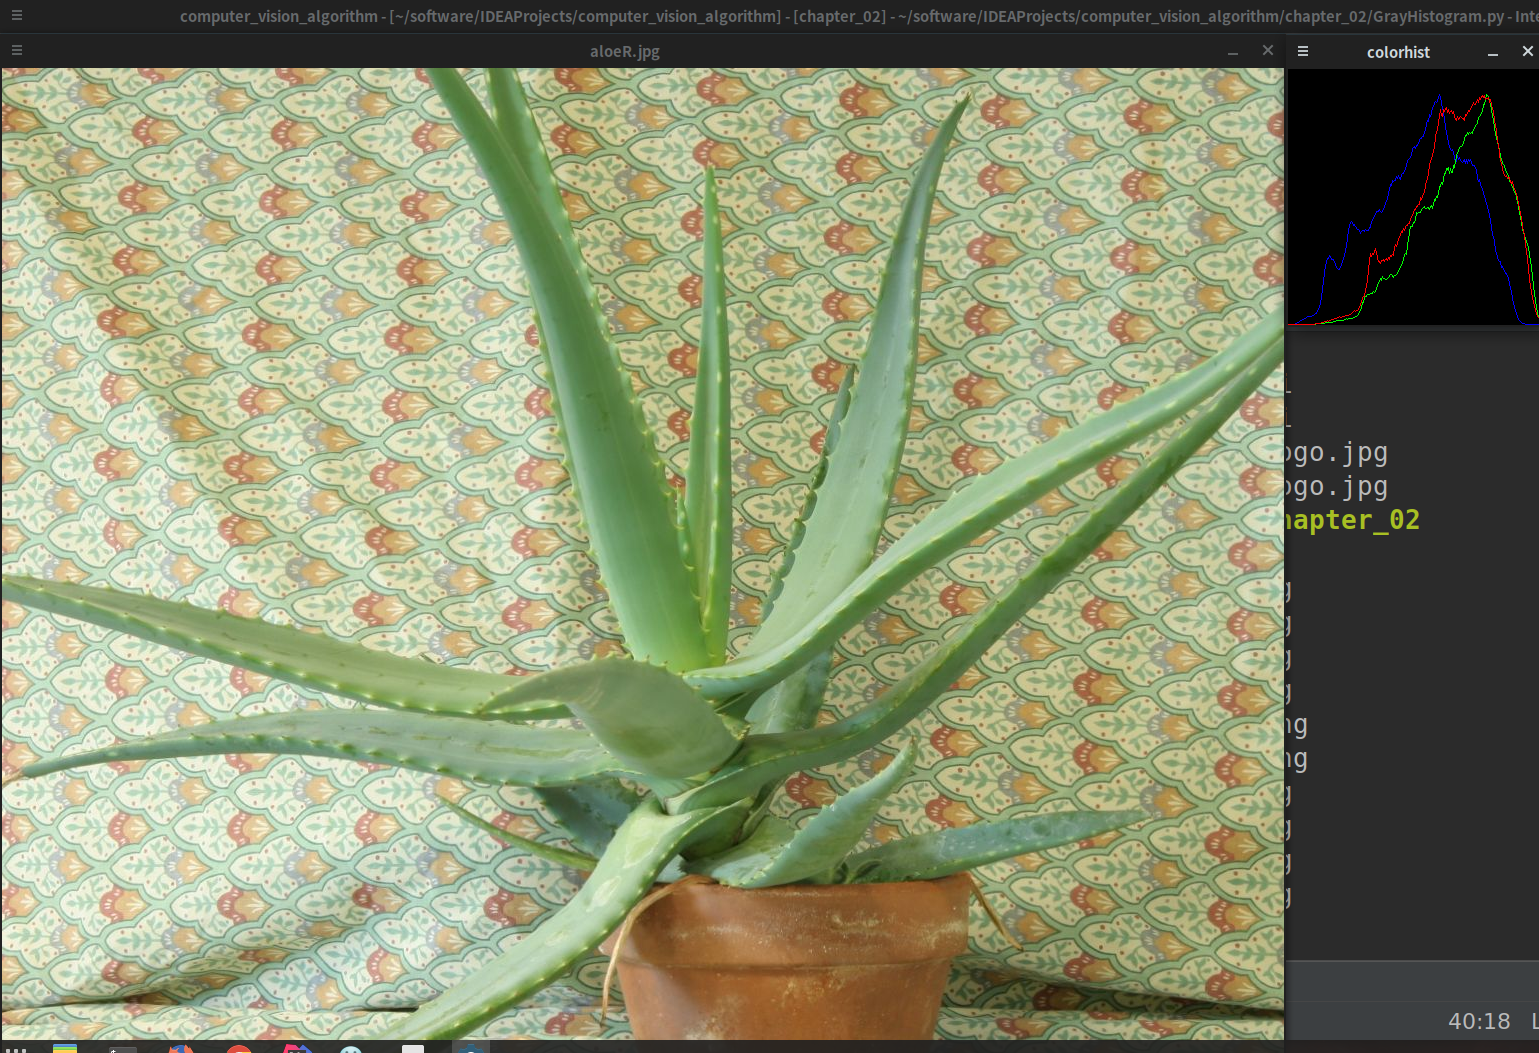 computer_vision_algorithm - [~/software/IDEAProjects/computer_vision_algorithm] - [chapter_02] - ~/software/IDEAProjects/computer_vision_algorithm/chapter_02/GrayHistogram.py - Inte
aloeR.jpg
colorhist
ogo.jpg
ogo.jpg
hapter_02
g
g
g
g
ng
ng
g
g
g
g
40:18 L